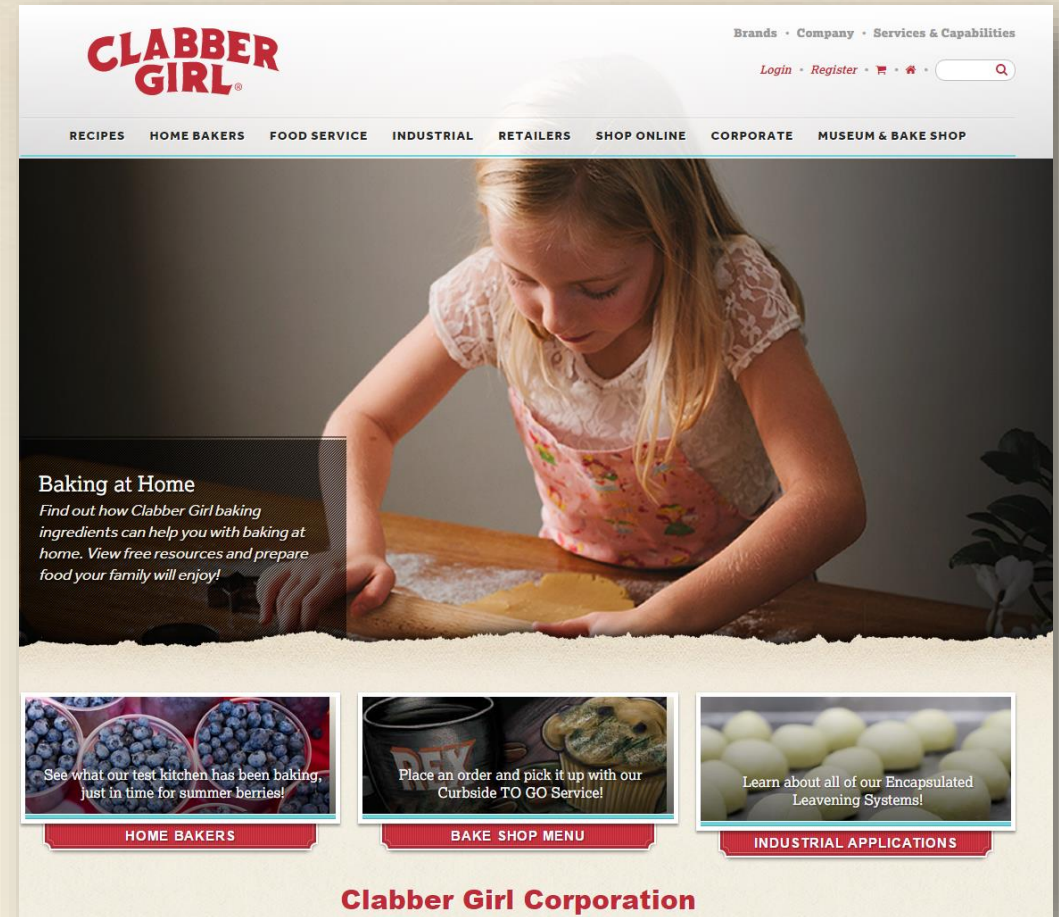 CLABBER
GIRL®
Brands • Company • Services & Capabilities
Login • Register • • •
RECIPES HOME BAKERS FOOD SERVICE INDUSTRIAL RETAILERS SHOP ONLINE CORPORATE MUSEUM & BAKE SHOP
Baking at Home
Find out how Clabber Girl baking
ingredients can help you with baking at
home. View free resources and prepare
food your family will enjoy!
See what our test kitchen has been baking,
just in time for summer berries!
HOME BAKERS
REX
Place an order and pick it up with our
Curbside TO GO Service!
BAKE SHOP MENU
Learn about all of our Encapsulated
Leavening Systems!
INDUSTRIAL APPLICATIONS
Clabber Girl Corporation